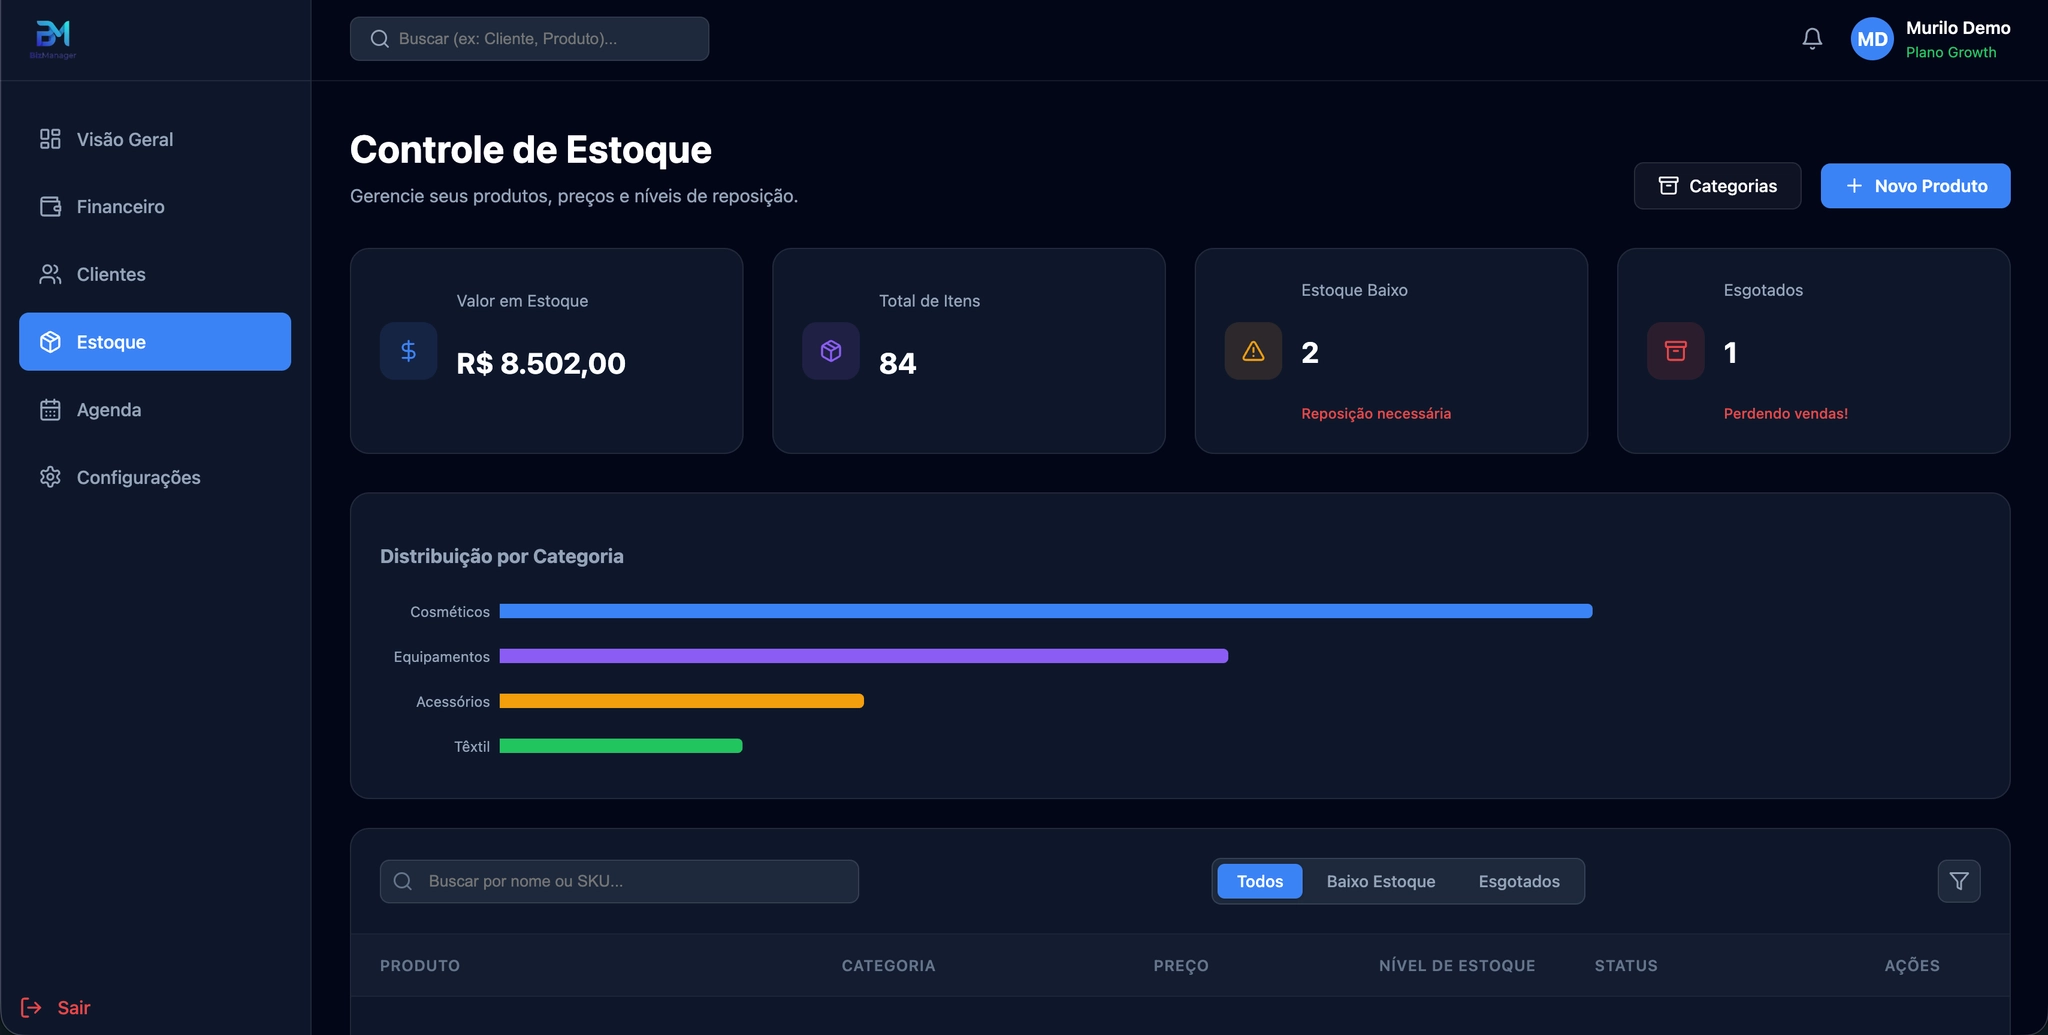 BizManager
Buscar (ex: Cliente, Produto)...
MD
Murilo Demo
Plano Growth
Visão Geral
Financeiro
Clientes
Estoque
Agenda
Configurações
Sair
Controle de Estoque
Gerencie seus produtos, preços e níveis de reposição.
Categorias
Novo Produto
Valor em Estoque
R$ 8.502,00
Total de Itens
84
Estoque Baixo
2
Reposição necessária
Esgotados
1
Perdendo vendas!
Distribuição por Categoria
Cosméticos
Equipamentos
Acessórios
Têxtil
Buscar por nome ou SKU...
Todos Baixo Estoque Esgotados
PRODUTO CATEGORIA PREÇO NÍVEL DE ESTOQUE STATUS AÇÕES